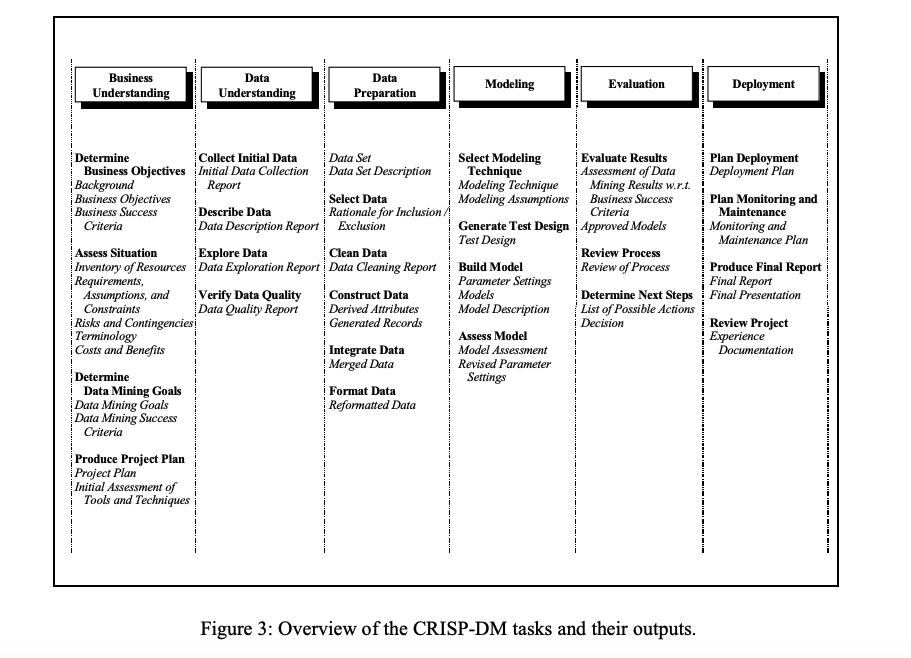 Business
Understanding
Data
Understanding
Data
Preparation
Modeling
Evaluation
Deployment
Determine
Business Objectives
Background
Business Objectives
Business Success
Criteria
Assess Situation
Inventory of Resources
Requirements,
Assumptions, and
Constraints
Risks and Contingencies
Terminology
Costs and Benefits
Determine
Data Mining Goals
Data Mining Goals
Data Mining Success
Criteria
Produce Project Plan
Project Plan
Initial Assessment of
Tools and Techniques
Collect Initial Data
Initial Data Collection
Report
Describe Data
Data Description Report
Explore Data
Data Exploration Report
Verify Data Quality
Data Quality Report
Data Set
Data Set Description
Select Data
Rationale for Inclusion /
Exclusion
Clean Data
Data Cleaning Report
Construct Data
Derived Attributes
Generated Records
Integrate Data
Merged Data
Format Data
Reformatted Data
Select Modeling
Technique
Modeling Technique
Modeling Assumptions
Generate Test Design
Test Design
Build Model
Parameter Settings
Models
Model Description
Assess Model
Model Assessment
Revised Parameter
Settings
Evaluate Results
Assessment of Data
Mining Results w.r.t.
Business Success
Criteria
Approved Models
Review Process
Review of Process
Determine Next Steps
List of Possible Actions
Decision
Plan Deployment
Deployment Plan
Plan Monitoring and
Maintenance
Monitoring and
Maintenance Plan
Produce Final Report
Final Report
Final Presentation
Review Project
Experience
Documentation
Figure 3: Overview of the CRISP-DM tasks and their outputs.